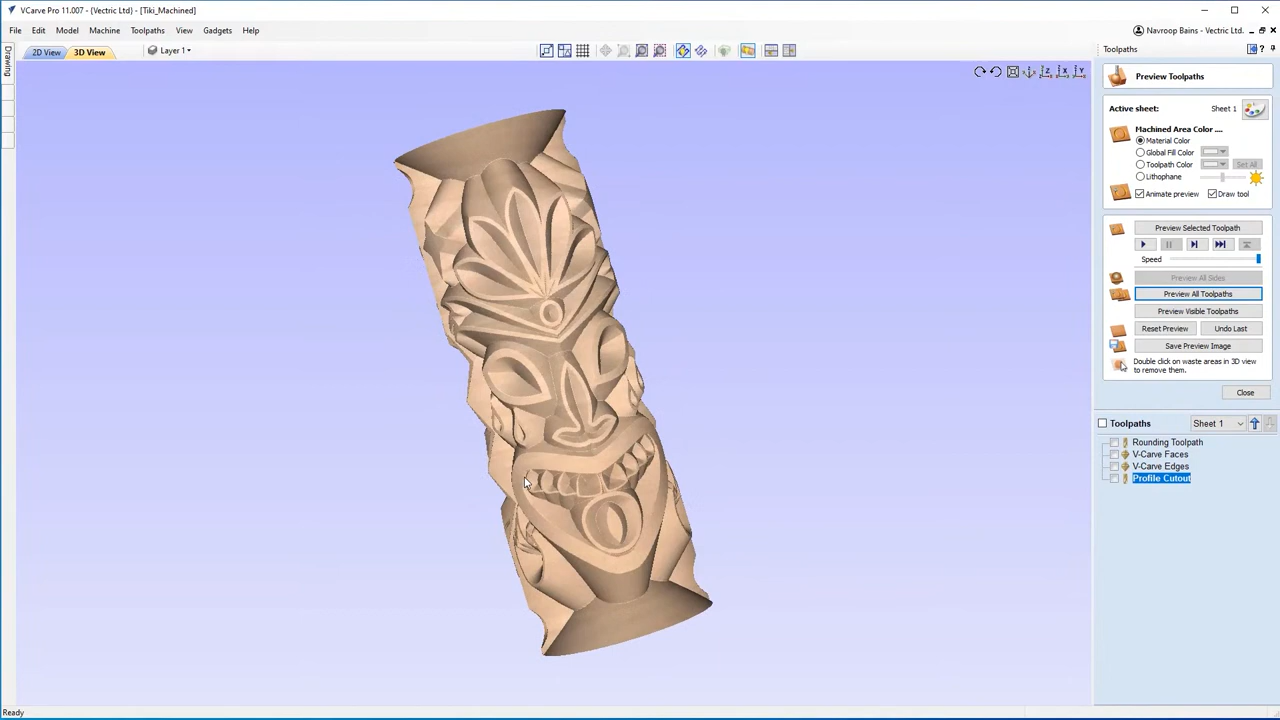 VCarve Pro 11.007 - {Vectric Ltd} - [Tiki_Machined]
File Edit Model Machine Toolpaths View Gadgets Help
Navroop Bains - Vectric Ltd.
2D View 3D View Layer 1
Drawing
Toolpaths
Preview Toolpaths
Active sheet: Sheet 1
Machined Area Color ....
Material Color
Global Fill Color
Toolpath Color Set All
Lithophane
Animate preview Draw tool
Preview Selected Toolpath
Speed
Preview All Sides
Preview All Toolpaths
Preview Visible Toolpaths
Reset Preview Undo Last
Save Preview Image
Double click on waste areas in 3D view
to remove them.
Close
Toolpaths Sheet 1
Rounding Toolpath
V-Carve Faces
V-Carve Edges
Profile Cutout
Ready